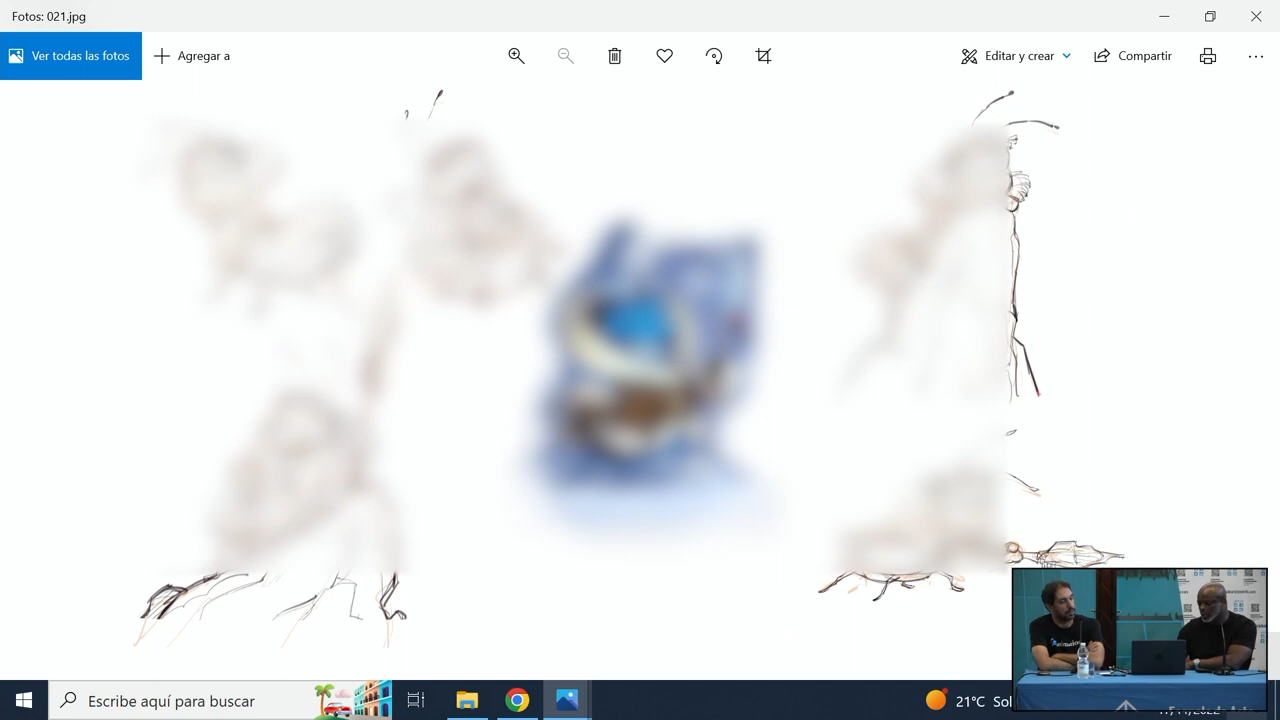 Fotos: 021.jpg
Ver todas las fotos
Agregar a
Editar y crear
Compartir
Escribe aquí para buscar
21°C Sol